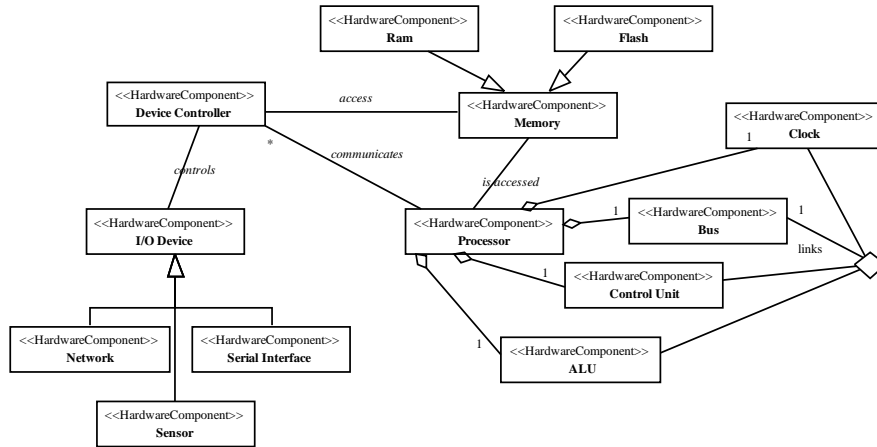 <<HardwareComponent>>
Ram
<<HardwareComponent>>
Flash
<<HardwareComponent>>
Device Controller
access
<<HardwareComponent>>
Memory
<<HardwareComponent>>
Clock
1
*
communicates
controls
is accessed
<<HardwareComponent>>
I/O Device
<<HardwareComponent>>
Processor
1
<<HardwareComponent>>
Bus
1
links
1
<<HardwareComponent>>
Control Unit
<<HardwareComponent>>
Network
<<HardwareComponent>>
Serial Interface
1
<<HardwareComponent>>
ALU
<<HardwareComponent>>
Sensor